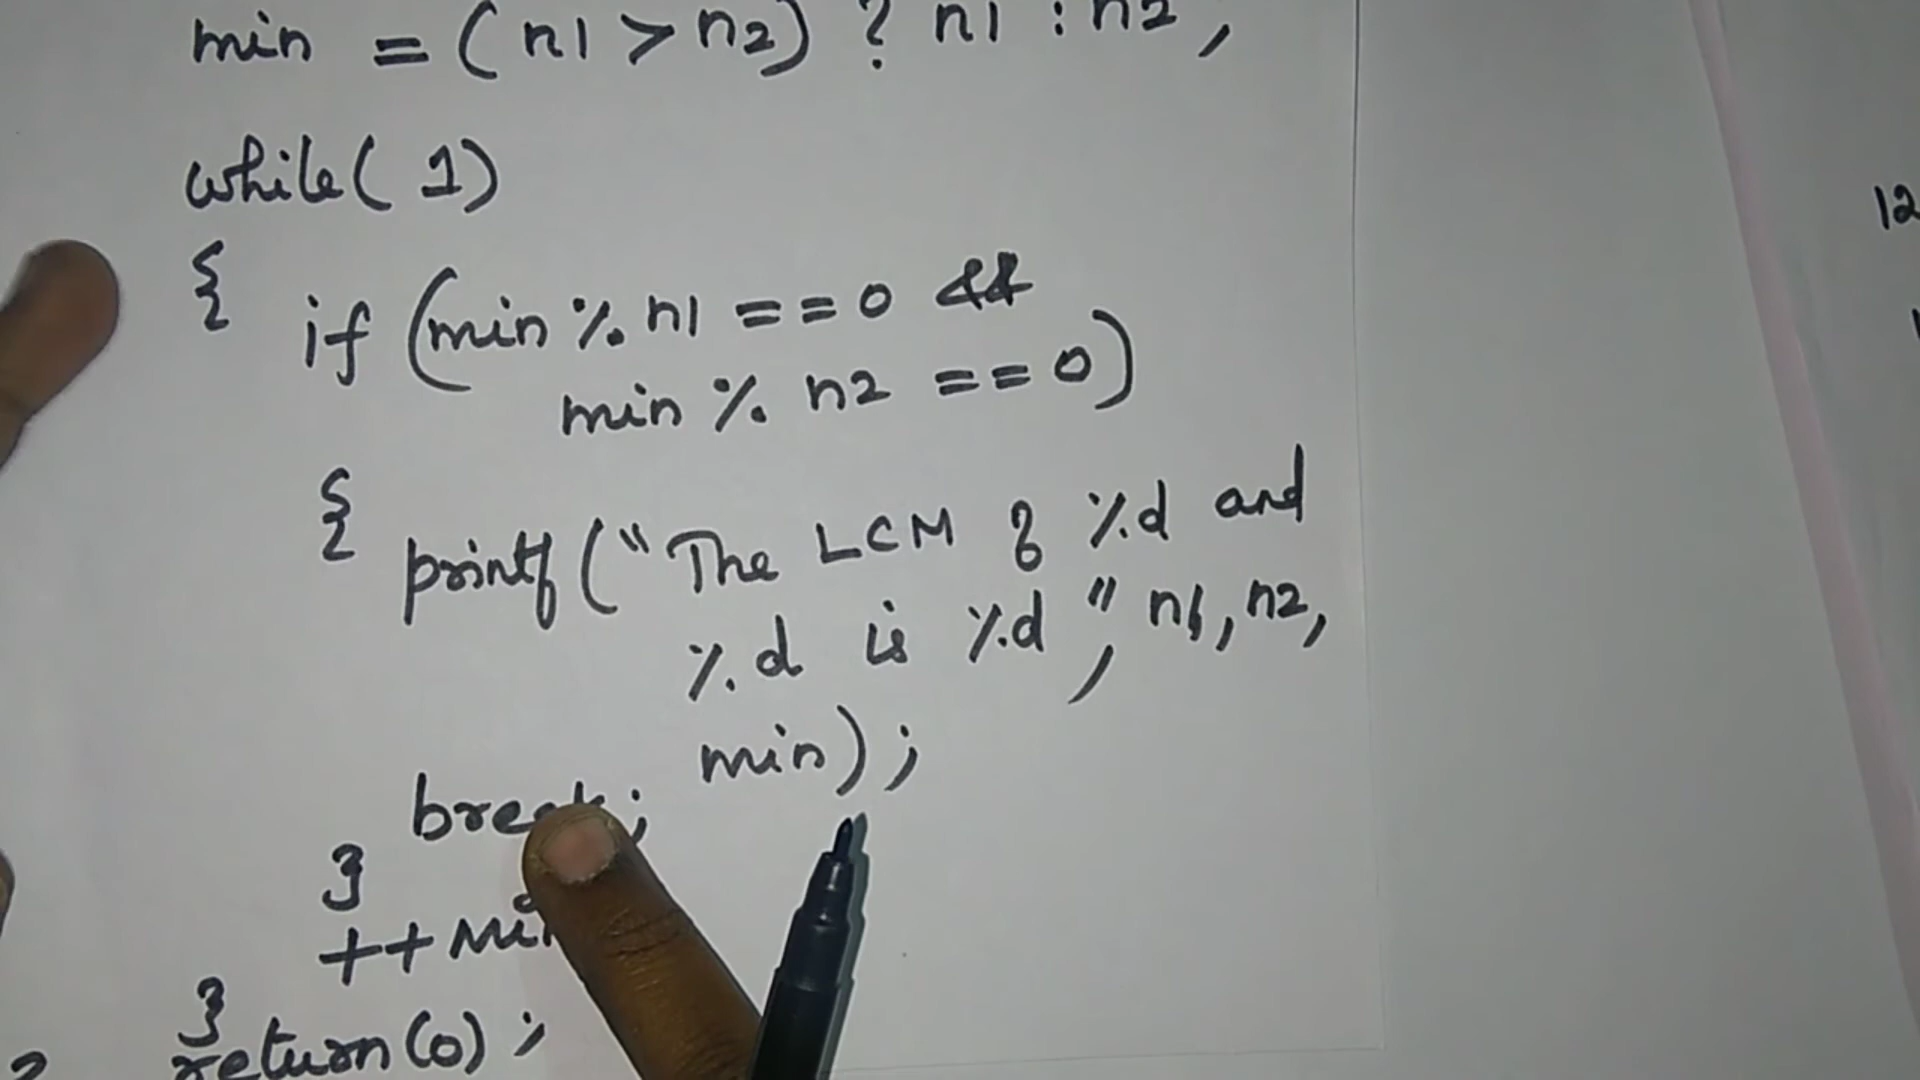 min = (n1 > n2) ? n1 : n2 ;
while( 1)
{
if (min % n1 == 0 &&
min % n2 == 0)
{
printf ("The LCM of %d and
%d is %d", n1, n2,
min);
break;
}
++mi
}
return(0) ;
12